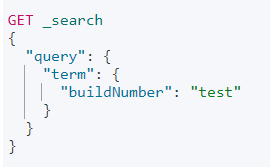 GET _search
{
  "query": {
    "term": {
      "buildNumber": "test"
    }
  }
}